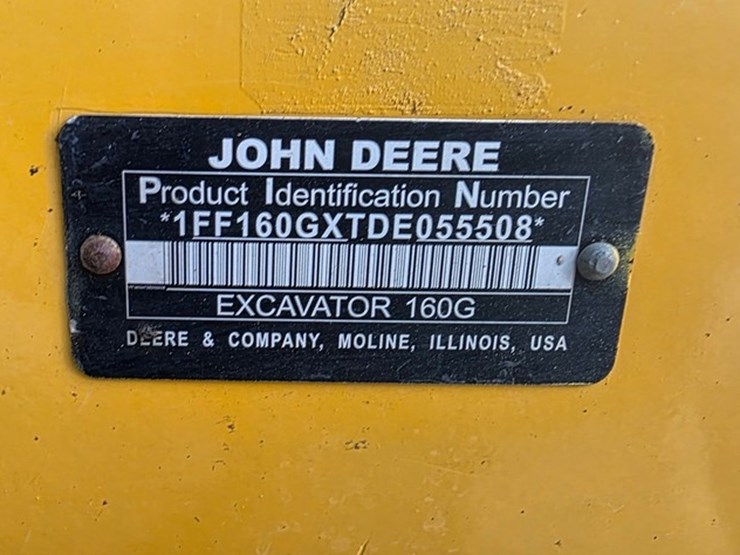 JOHN DEERE
Product Identification Number
*1FF160GXTDE055508*
EXCAVATOR 160G
DEERE & COMPANY, MOLINE, ILLINOIS, USA